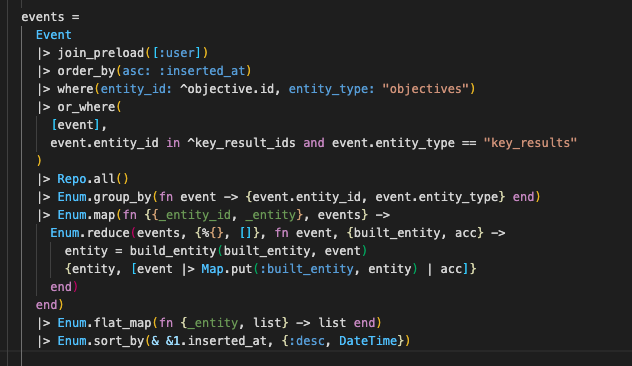 events =
  Event
  |> join_preload([:user])
  |> order_by(asc: :inserted_at)
  |> where(entity_id: ^objective.id, entity_type: "objectives")
  |> or_where(
    [event],
    event.entity_id in ^key_result_ids and event.entity_type == "key_results"
  )
  |> Repo.all()
  |> Enum.group_by(fn event -> {event.entity_id, event.entity_type} end)
  |> Enum.map(fn {{_entity_id, _entity}, events} ->
    Enum.reduce(events, {%{}, []}, fn event, {built_entity, acc} ->
      entity = build_entity(built_entity, event)
      {entity, [event |> Map.put(:built_entity, entity) | acc]}
    end)
  end)
  |> Enum.flat_map(fn {_entity, list} -> list end)
  |> Enum.sort_by(& &1.inserted_at, {:desc, DateTime})